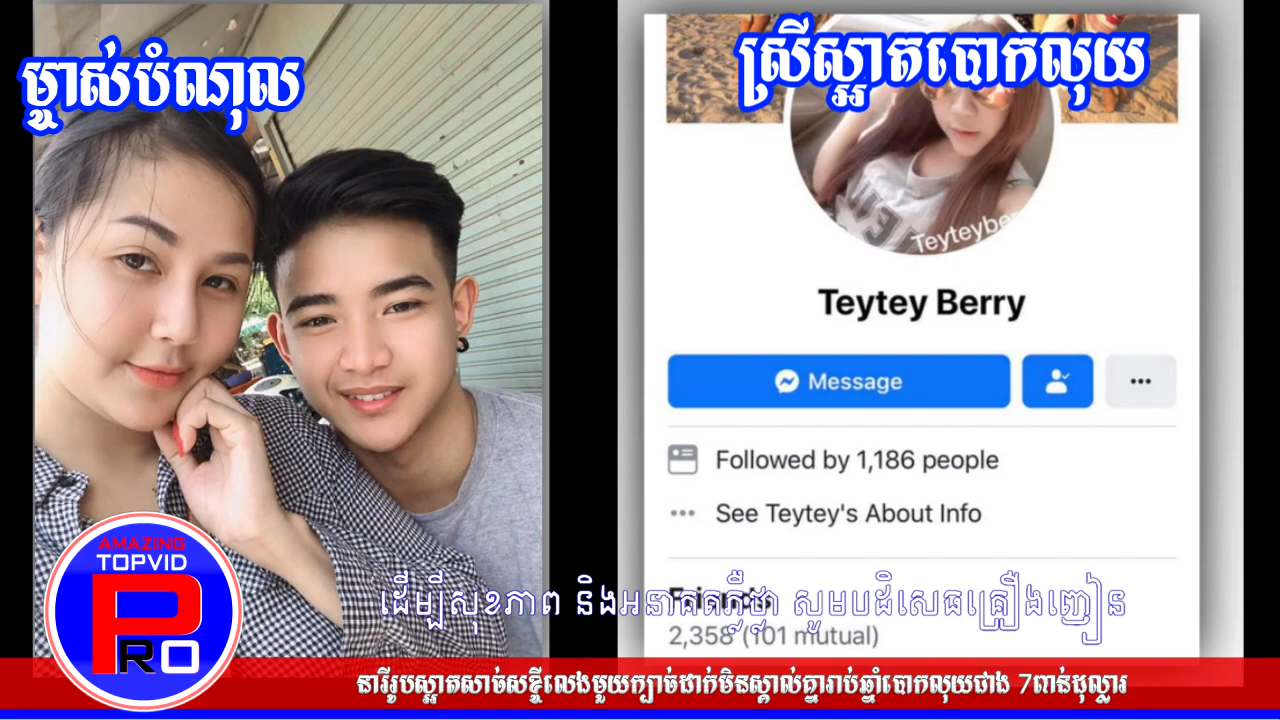 ម្ចាស់បំណុល
ស្រីស្អាតបោកលុយ
Teyteyber
Teytey Berry
Message
Followed by 1,186 people
See Teytey's About Info
Friends
2,358 (101 mutual)
AMAZING
TOPVID
PRO
ដើម្បីសុខភាព និងអនាគតភ្លឺថ្លា សូមបដិសេធគ្រឿងញៀន
នារីរូបស្អាតសាច់សខ្ចីលេងមួយក្បាច់ដាក់មិនស្គាល់គ្នារាប់ឆ្នាំបោកលុយជាង 7ពាន់ដុល្លារ